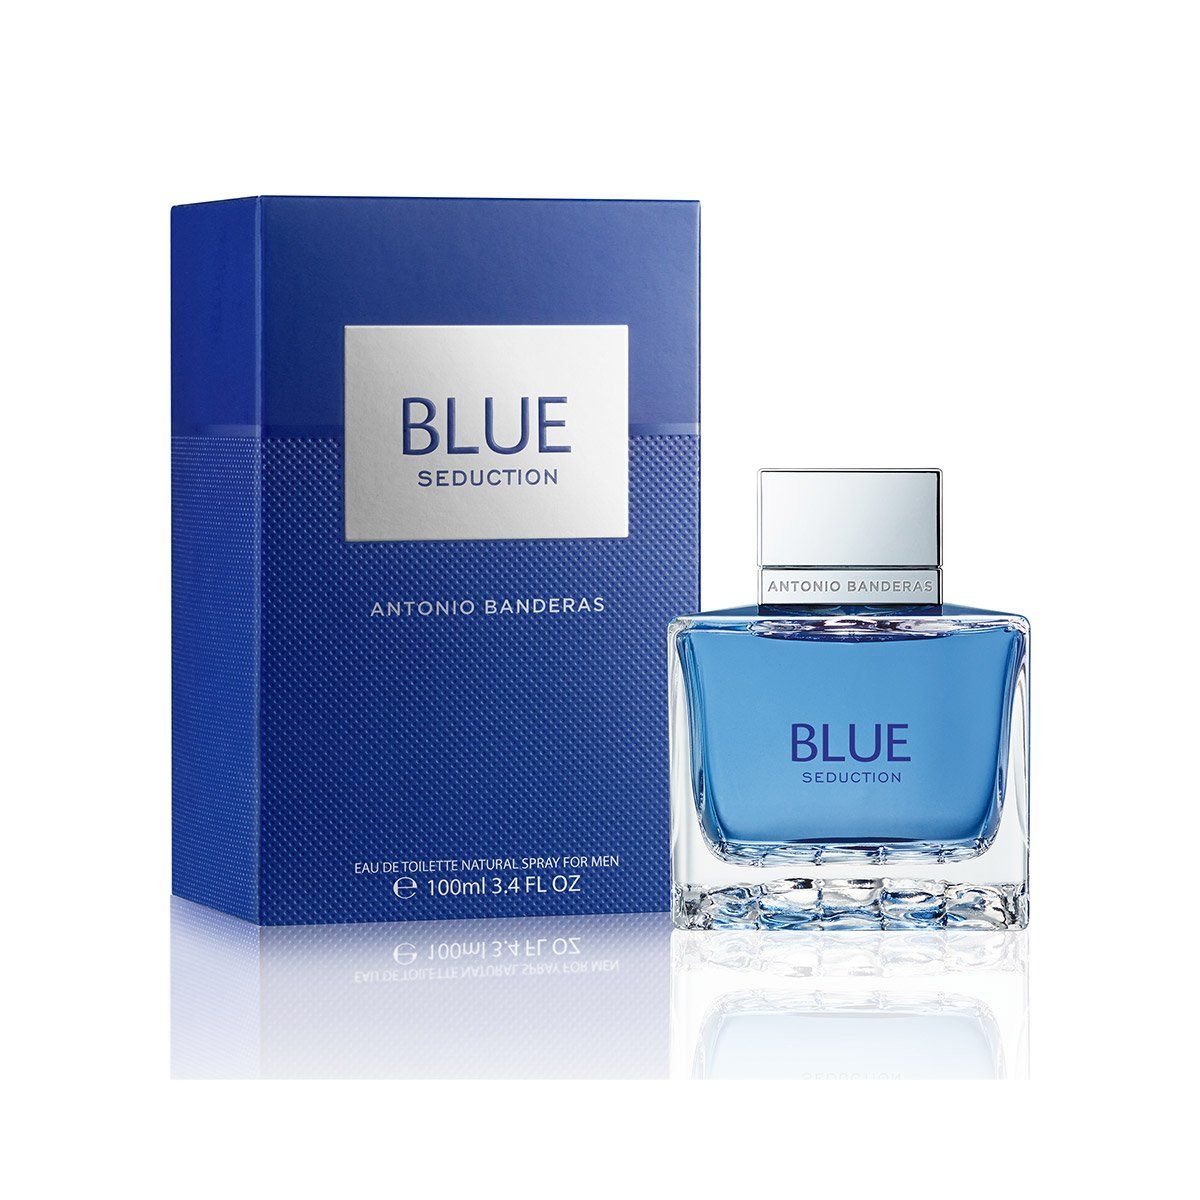 BLUE
SEDUCTION
ANTONIO BANDERAS
EAU DE TOILETTE NATURAL SPRAY FOR MEN
℮ 100ml 3.4 FL OZ
ANTONIO BANDERAS
BLUE
SEDUCTION